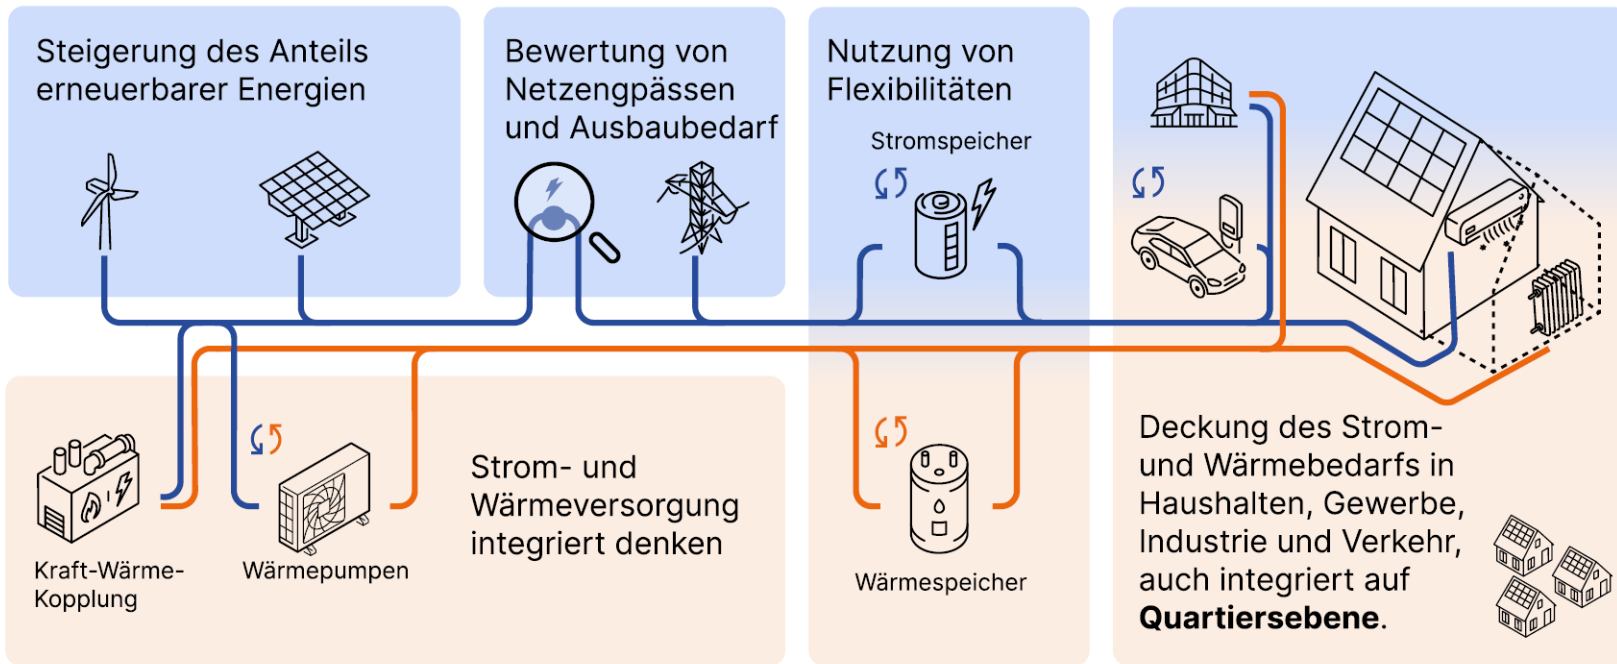 Steigerung des Anteils
erneuerbarer Energien
Bewertung von
Netzengpässen
und Ausbaubedarf
Nutzung von
Flexibilitäten
Stromspeicher
Kraft-Wärme-
Kopplung
Wärmepumpen
Strom- und
Wärmeversorgung
integriert denken
Wärmespeicher
Deckung des Strom-
und Wärmebedarfs in
Haushalten, Gewerbe,
Industrie und Verkehr,
auch integriert auf
Quartiersebene.